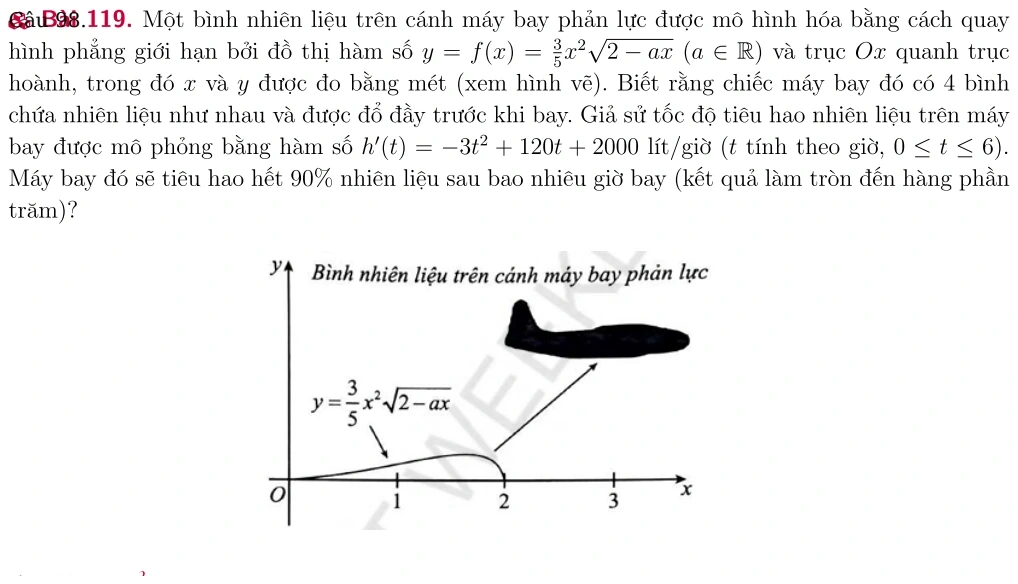 Câu 98.119. Một bình nhiên liệu trên cánh máy bay phản lực được mô hình hóa bằng cách quay
hình phẳng giới hạn bởi đồ thị hàm số y = f(x) = 3/5 x²√(2 − ax) (a ∈ ℝ) và trục Ox quanh trục
hoành, trong đó x và y được đo bằng mét (xem hình vẽ). Biết rằng chiếc máy bay đó có 4 bình
chứa nhiên liệu như nhau và được đổ đầy trước khi bay. Giả sử tốc độ tiêu hao nhiên liệu trên máy
bay được mô phỏng bằng hàm số h′(t) = −3t² + 120t + 2000 lít/giờ (t tính theo giờ, 0 ≤ t ≤ 6).
Máy bay đó sẽ tiêu hao hết 90% nhiên liệu sau bao nhiêu giờ bay (kết quả làm tròn đến hàng phần
trăm)?
y Bình nhiên liệu trên cánh máy bay phản lực
y = 3/5 x²√(2 − ax)
O 1 2 3 x